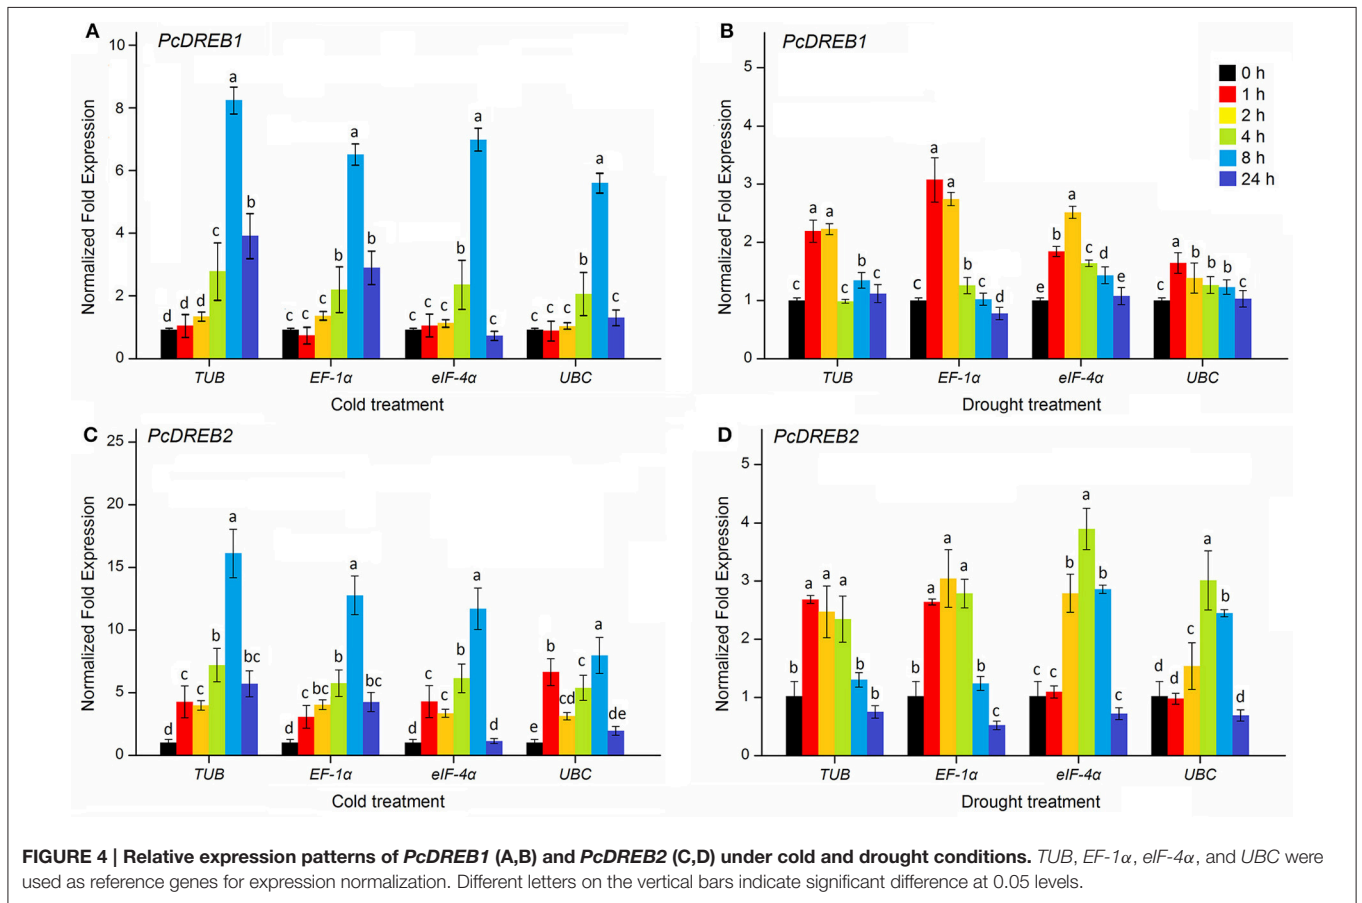 A
PcDREB1
Normalized Fold Expression
10
8
6
4
2
0
d c d c a b
c c c b a b
c c c b a c
c c c b a c
TUB EF-1α eIF-4α UBC
Cold treatment
B
PcDREB1
Normalized Fold Expression
5
4
3
2
1
0
c a a c b c
c a a b c d
e b a c d e
c a b b b c
TUB EF-1α eIF-4α UBC
Drought treatment
0 h
1 h
2 h
4 h
8 h
24 h
C
PcDREB2
Normalized Fold Expression
25
20
15
10
5
0
d c c b a bc
d c bc b a bc
d c c b a d
e b cd c a de
TUB EF-1α eIF-4α UBC
Cold treatment
D
PcDREB2
Normalized Fold Expression
5
4
3
2
1
0
b a a a b b
b a a a b c
c c b a b c
d d c a b d
TUB EF-1α eIF-4α UBC
Drought treatment
FIGURE 4 | Relative expression patterns of PcDREB1 (A,B) and PcDREB2 (C,D) under cold and drought conditions. TUB, EF-1α, eIF-4α, and UBC were
used as reference genes for expression normalization. Different letters on the vertical bars indicate significant difference at 0.05 levels.